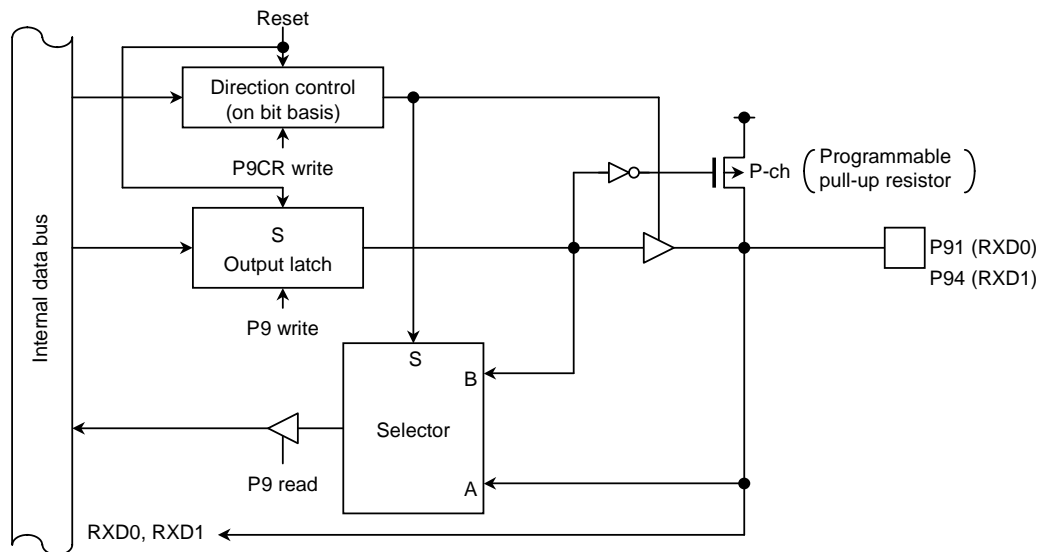 Reset
Direction control
(on bit basis)
P9CR write
P-ch
(Programmable
pull-up resistor)
S
Output latch
P9 write
P91 (RXD0)
P94 (RXD1)
Internal data bus
S
B
Selector
A
P9 read
RXD0, RXD1